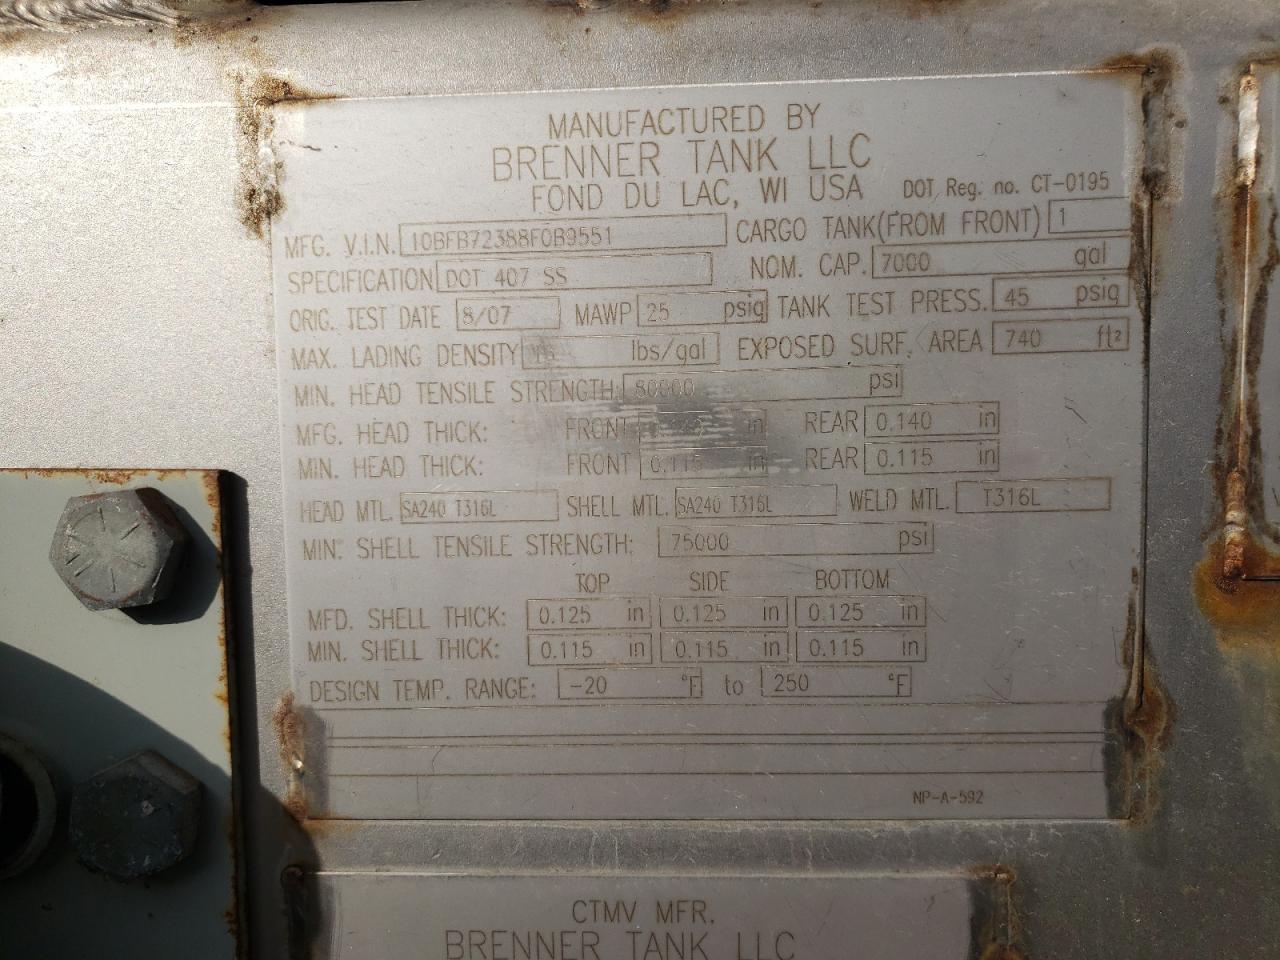 MANUFACTURED BY
BRENNER TANK LLC
FOND DU LAC, WI USA DOT Reg. no. CT-0195
MFG. V.I.N. 10BFB72388F0B9551 CARGO TANK(FROM FRONT) 1
SPECIFICATION DOT 407 SS NOM. CAP. 7000 gal
ORIG. TEST DATE 8/07 MAWP 25 psig TANK TEST PRESS. 45 psig
MAX. LADING DENSITY lbs/gal EXPOSED SURF. AREA 740 ft²
MIN. HEAD TENSILE STRENGTH: 80000 psi
MFG. HEAD THICK: FRONT in REAR 0.140 in
MIN. HEAD THICK: FRONT 0.115 in REAR 0.115 in
HEAD MTL. SA240 T316L SHELL MTL. SA240 T316L WELD MTL. T316L
MIN. SHELL TENSILE STRENGTH: 75000 psi
TOP SIDE BOTTOM
MFD. SHELL THICK: 0.125 in 0.125 in 0.125 in
MIN. SHELL THICK: 0.115 in 0.115 in 0.115 in
DESIGN TEMP. RANGE: -20 °F to 250 °F
NP-A-592
CTMV MFR.
BRENNER TANK LLC